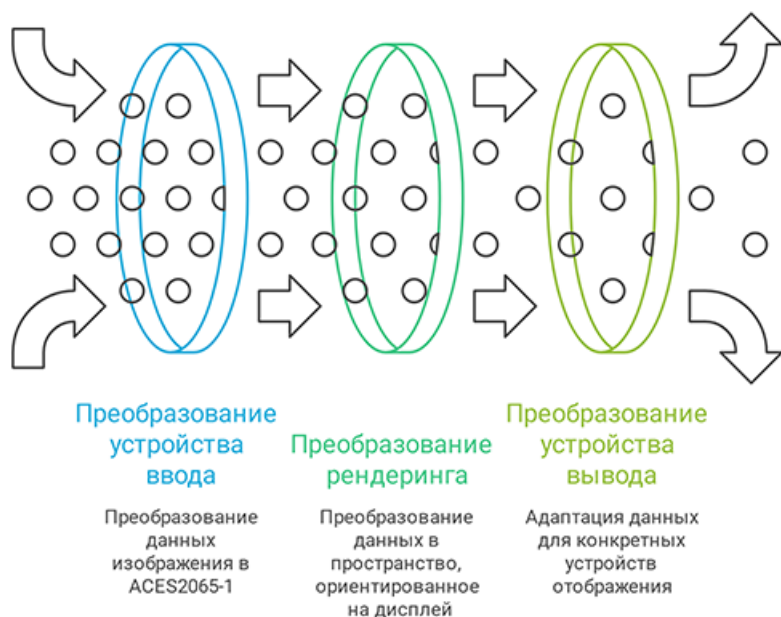 Преобразование
устройства
ввода
Преобразование
данных
изображения в
ACES2065-1
Преобразование
рендеринга
Преобразование
данных в
пространство,
ориентированное
на дисплей
Преобразование
устройства
вывода
Адаптация данных
для конкретных
устройств
отображения